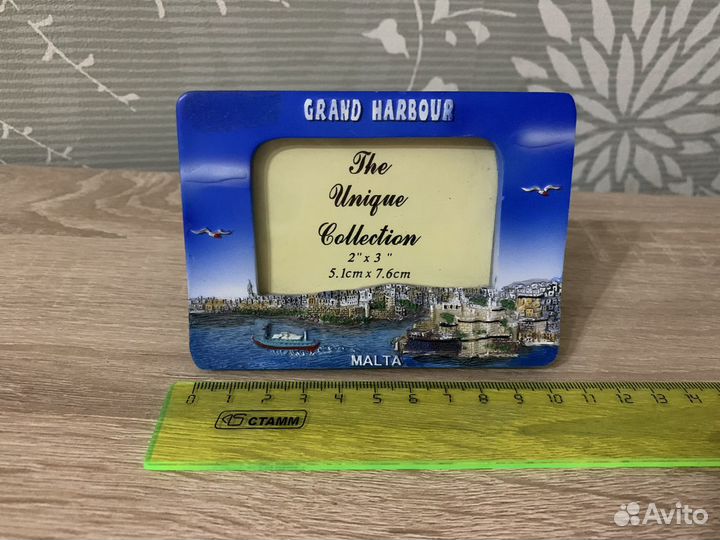 GRAND HARBOUR
The
Unique
Collection
2" x 3"
5.1cm x 7.6cm
MALTA
0 1 2 3 4 5 6 7 8 9 10 11 12 13 14
СТАММ
Avito